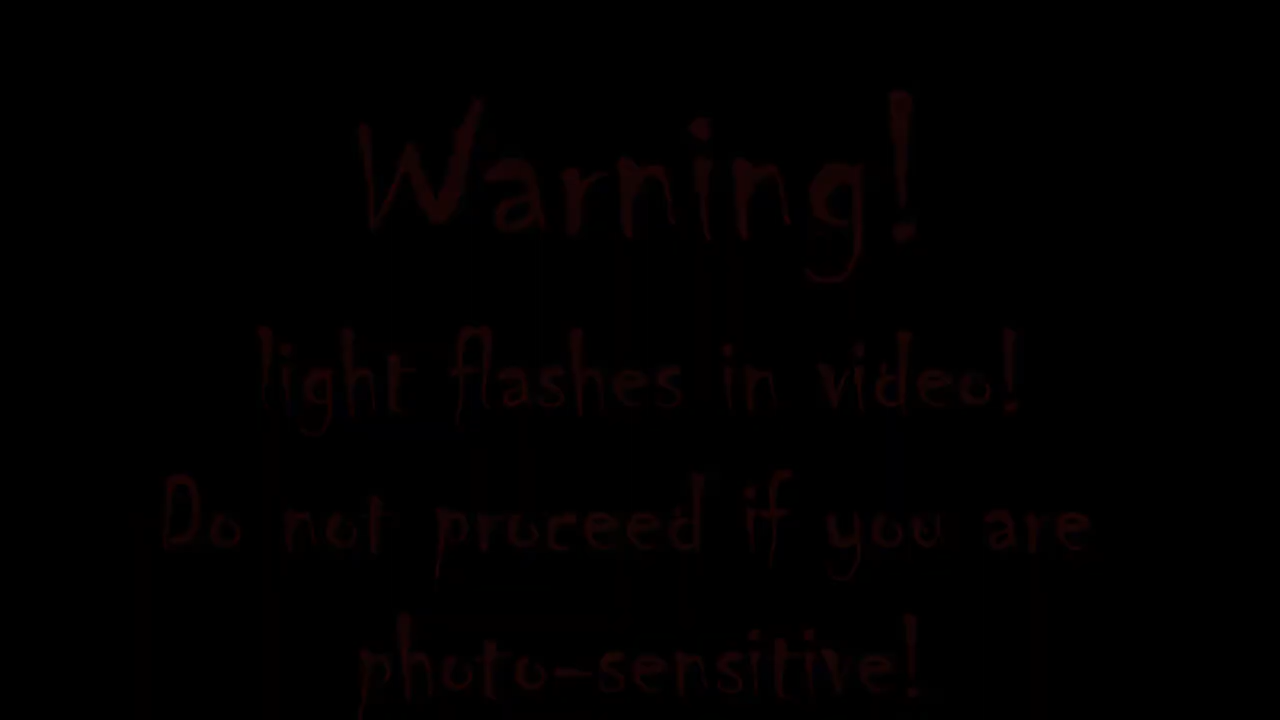 Warning!
light flashes in video!
Do not proceed if you are
photo-sensitive!